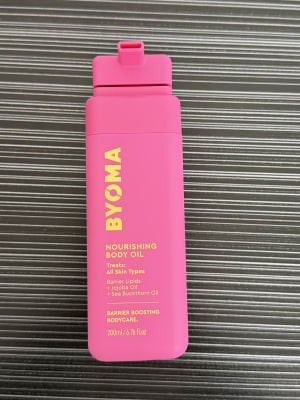 BYOMA
NOURISHING
BODY OIL
Treats:
All Skin Types
Barrier Lipids
+ Jojoba Oil
+ Sea Buckthorn Oil
BARRIER BOOSTING
BODYCARE.
200ml / 6.76 fl.oz